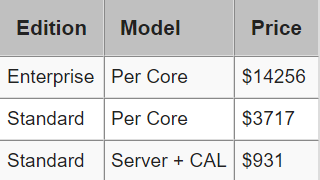 Edition Model Price
Enterprise Per Core $14256
Standard Per Core $3717
Standard Server + CAL $931